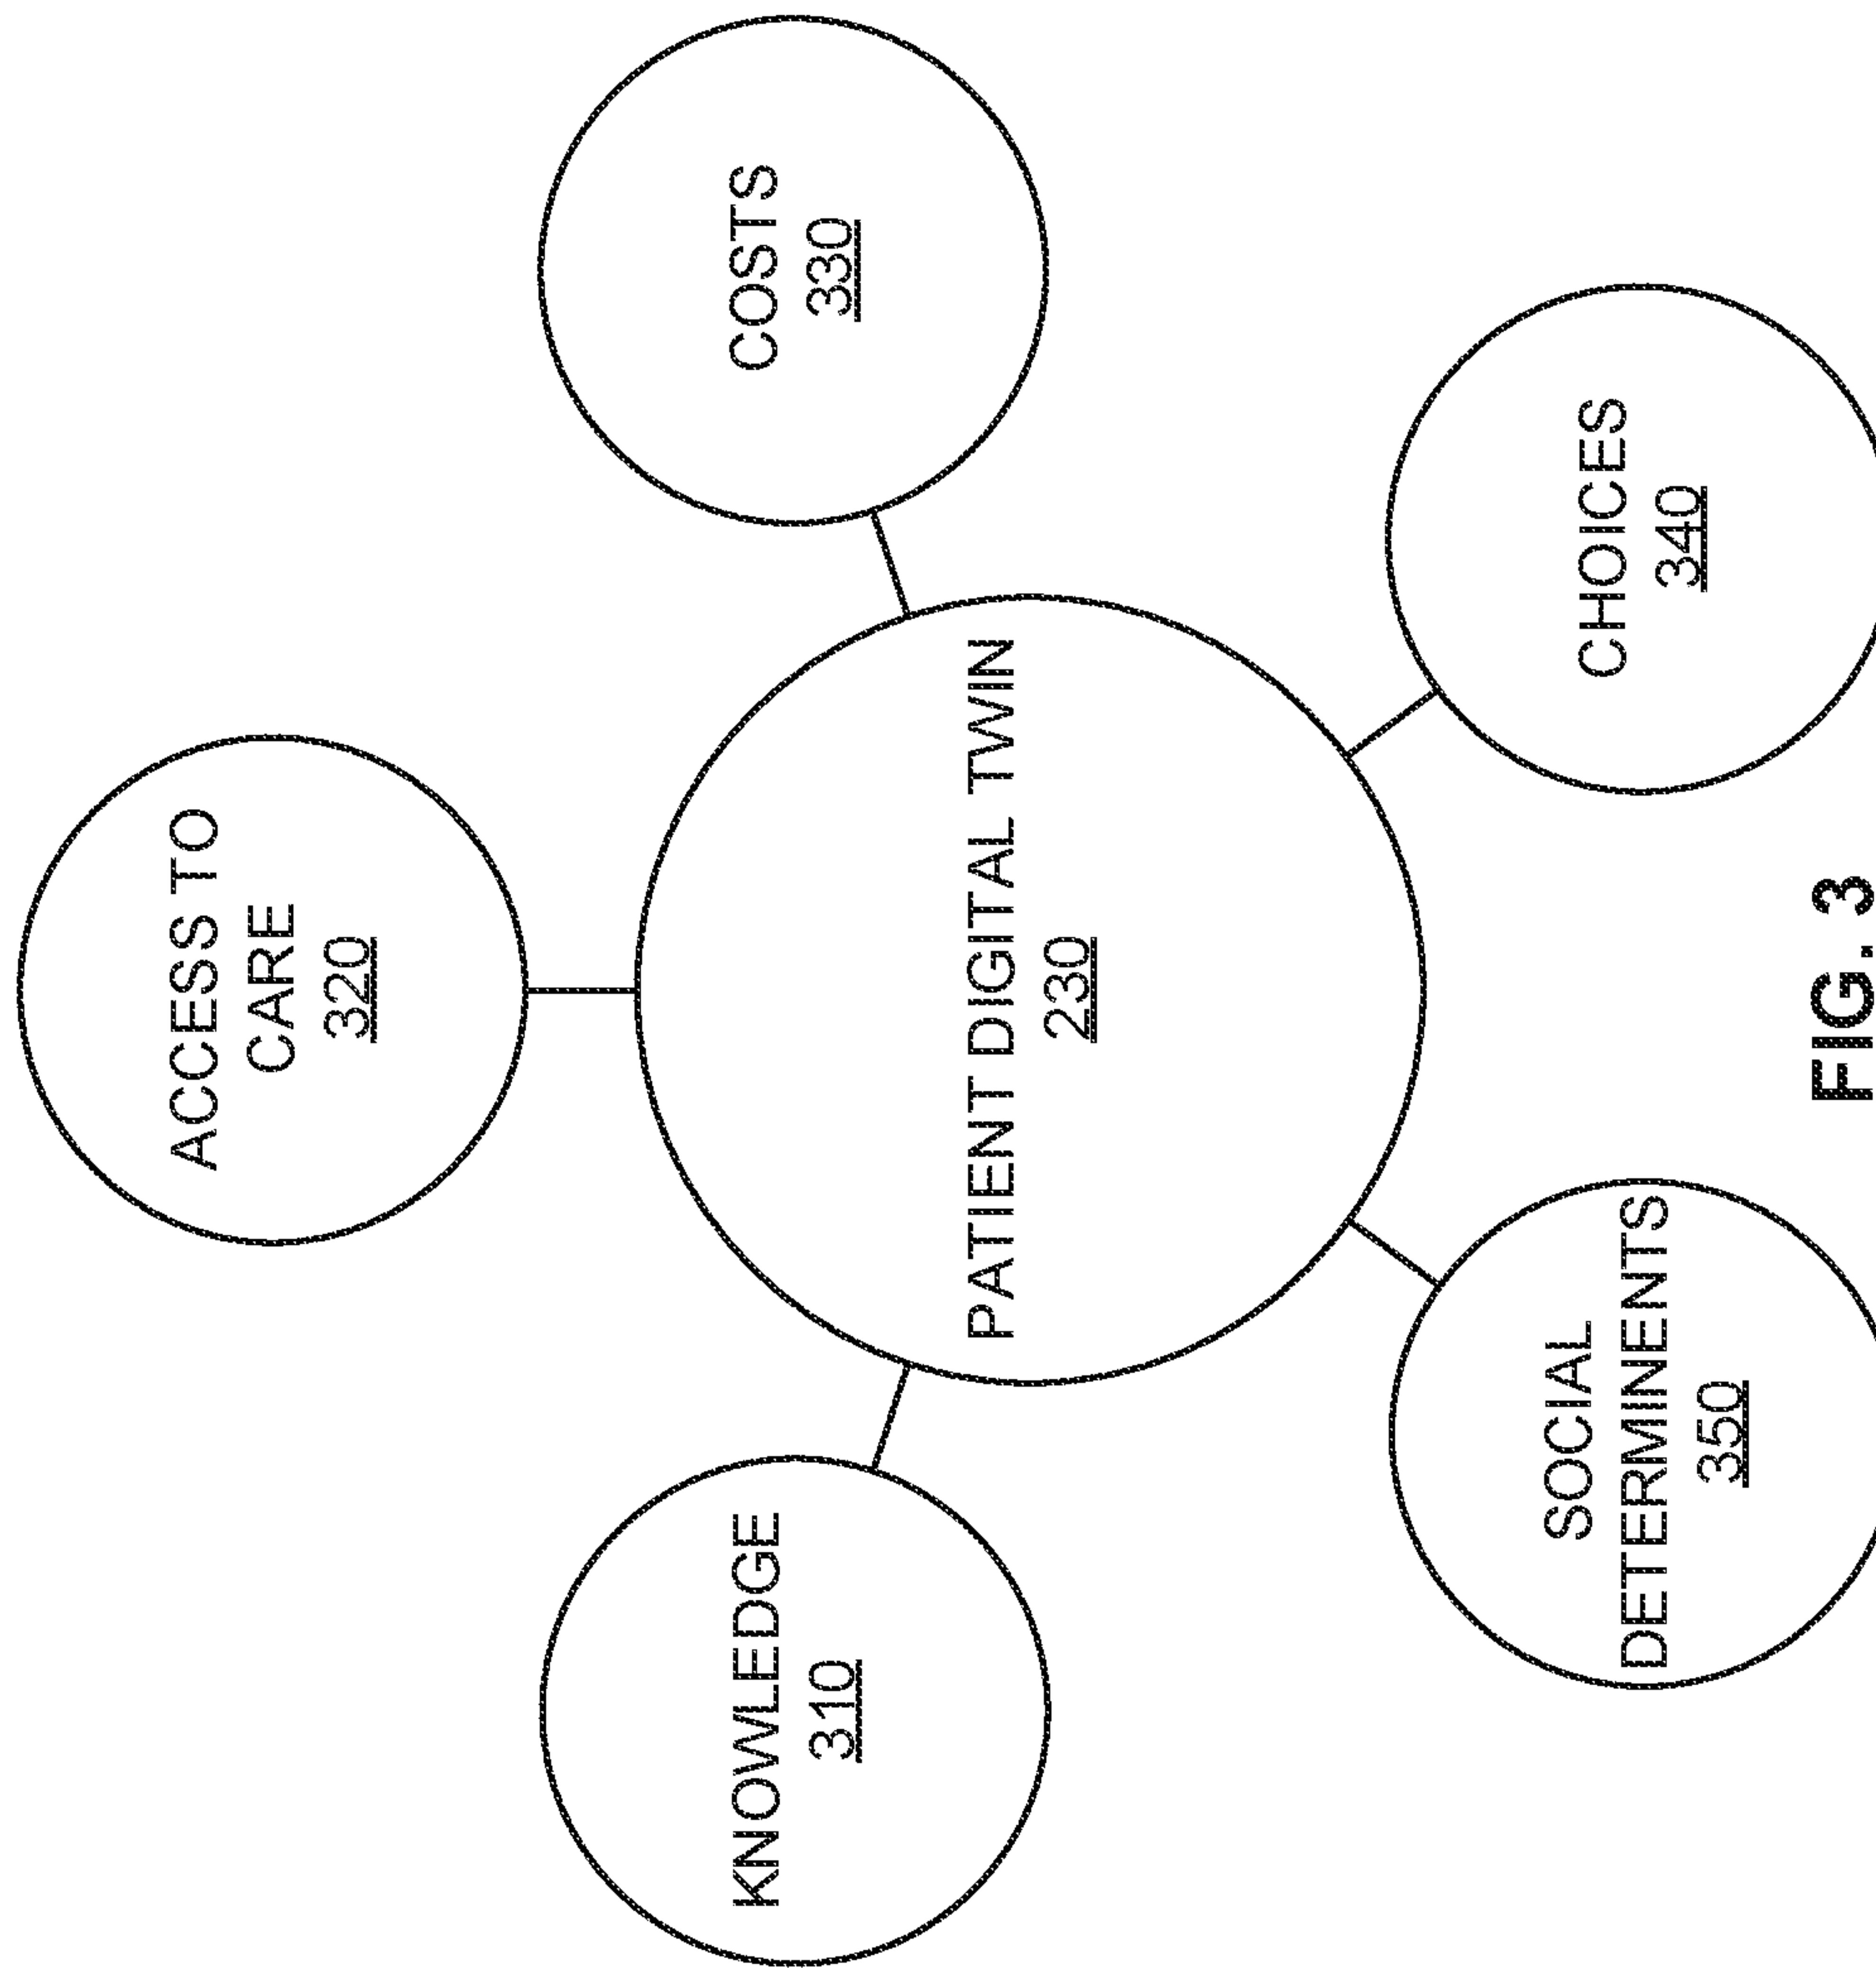 ACCESS TO
CARE
320
KNOWLEDGE
310
COSTS
330
PATIENT DIGITAL TWIN
230
SOCIAL
DETERMINENTS
350
CHOICES
340
FIG. 3